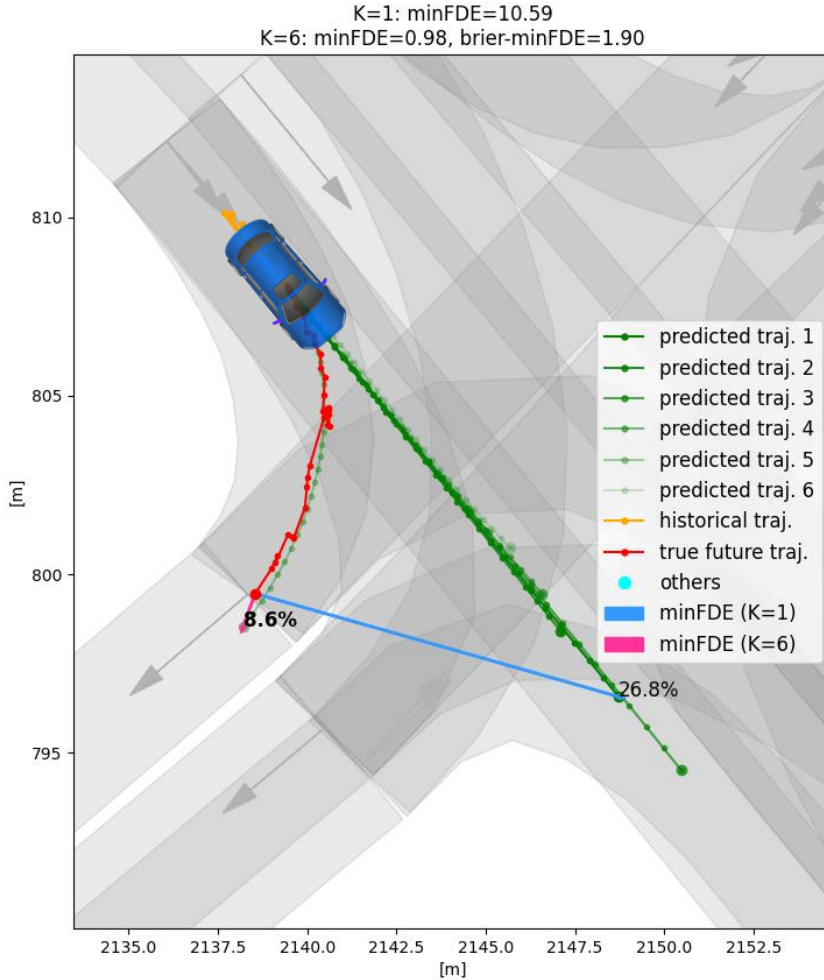 K=1: minFDE=10.59
K=6: minFDE=0.98, brier-minFDE=1.90
810
805
800
795
[m]
predicted traj. 1
predicted traj. 2
predicted traj. 3
predicted traj. 4
predicted traj. 5
predicted traj. 6
historical traj.
true future traj.
others
minFDE (K=1)
minFDE (K=6)
8.6%
26.8%
2135.0 2137.5 2140.0 2142.5 2145.0 2147.5 2150.0 2152.5
[m]